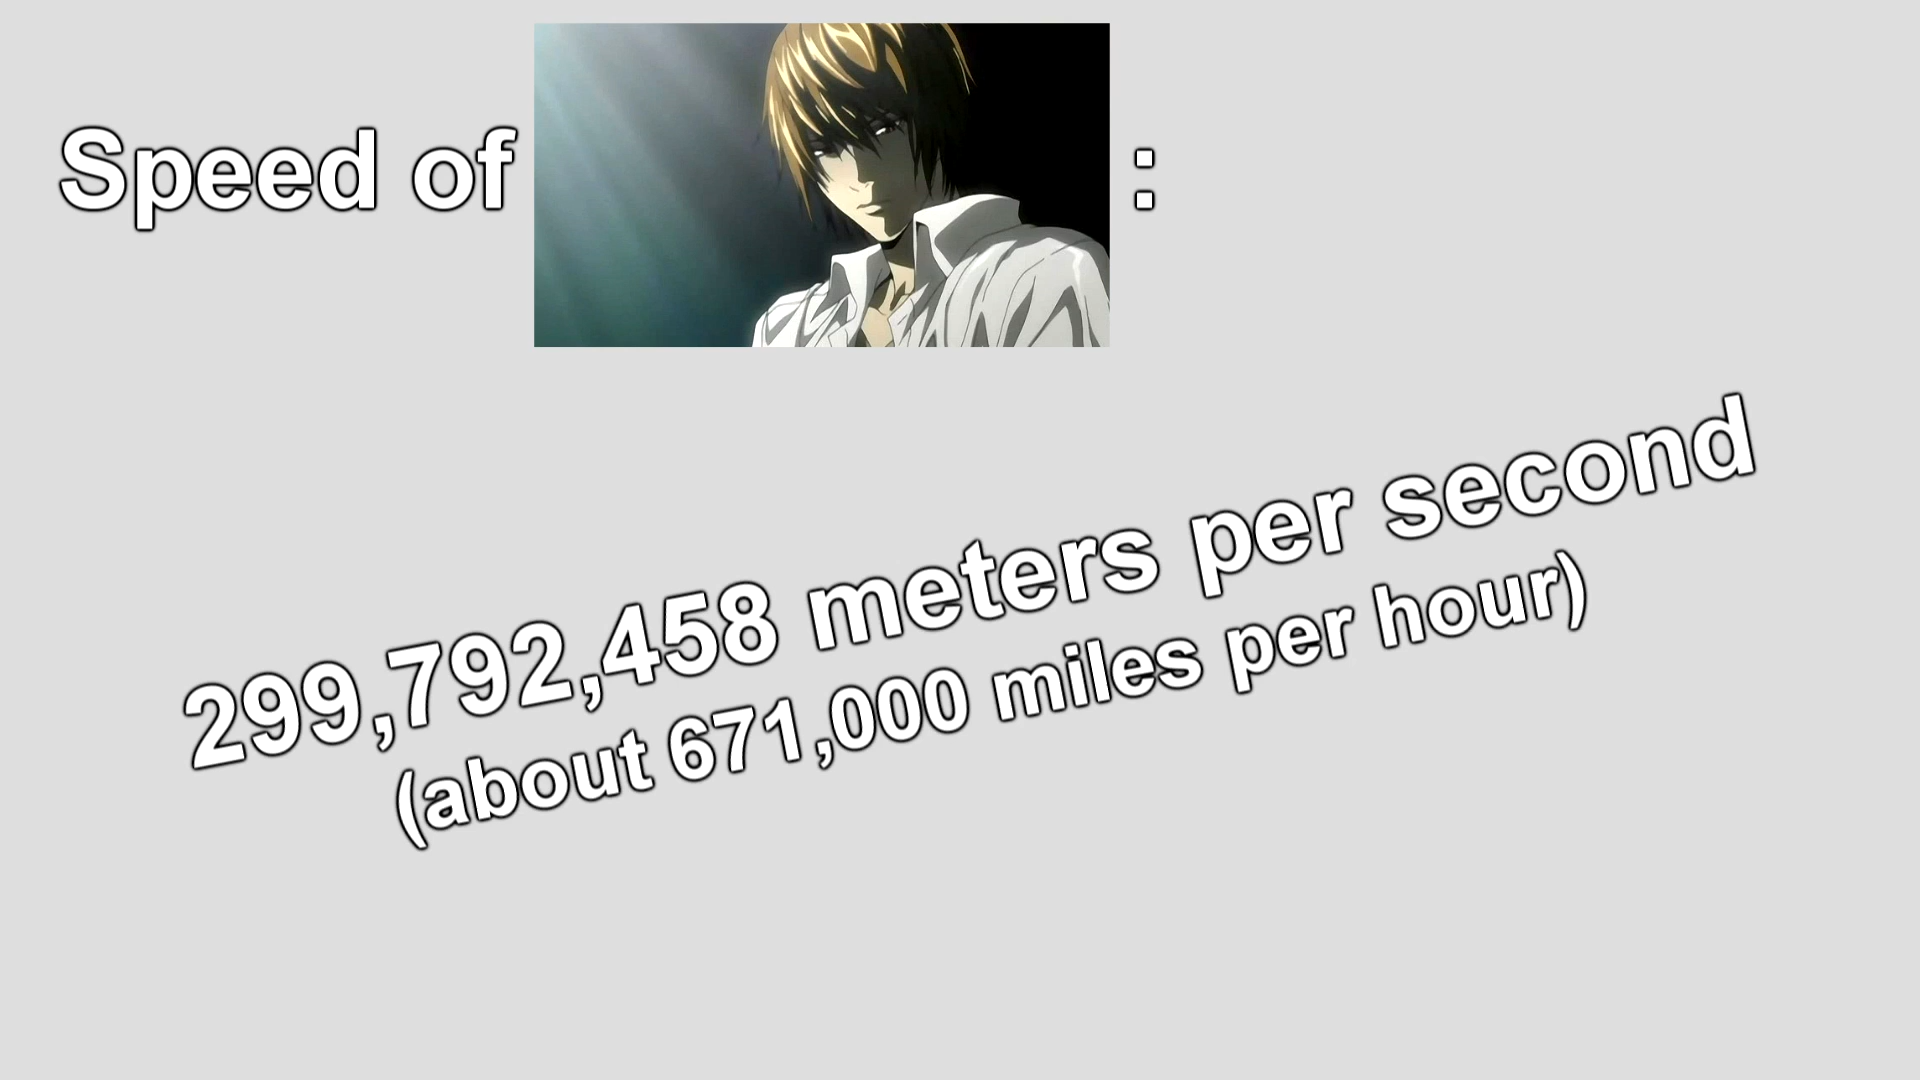 Speed of :
299,792,458 meters per second
(about 671,000 miles per hour)